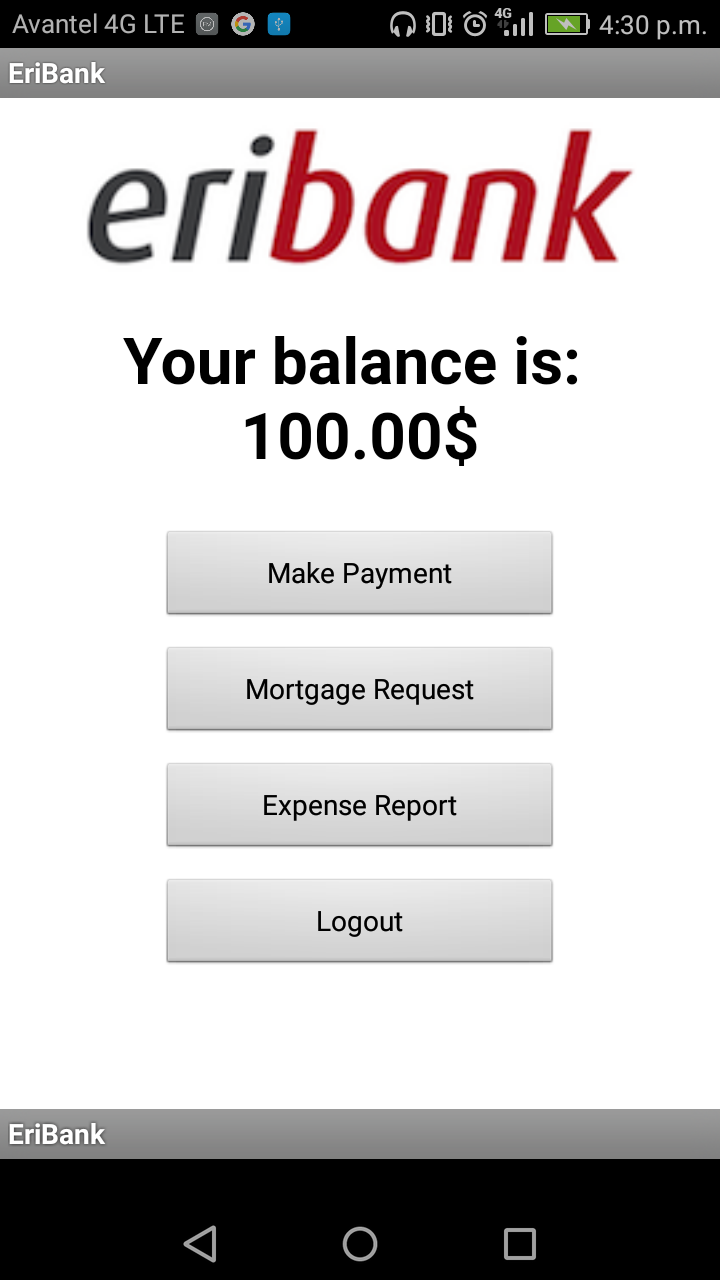 Avantel 4G LTE 4G 4:30 p.m.
EriBank
eribank
Your balance is:
100.00$
Make Payment
Mortgage Request
Expense Report
Logout
EriBank